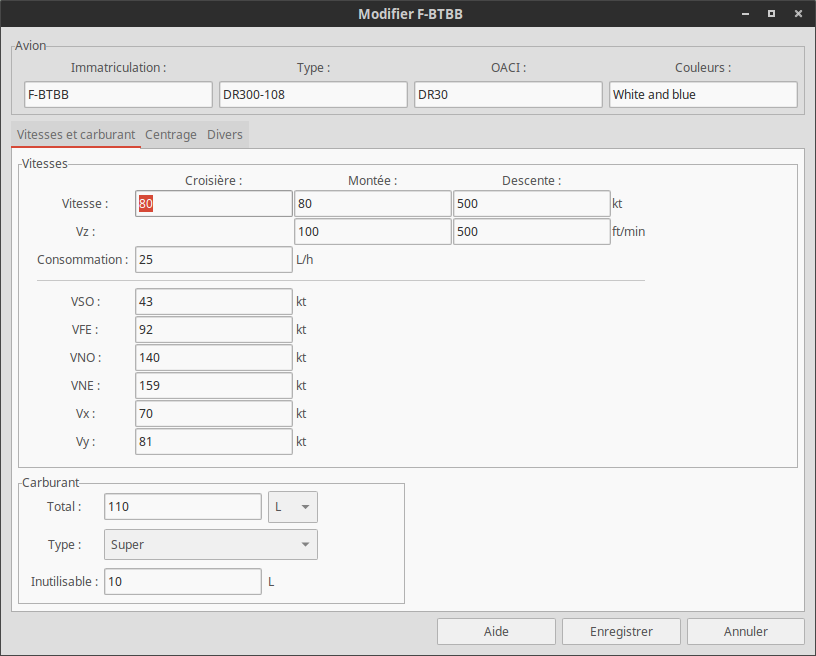 Modifier F-BTBB
Avion
Immatriculation : Type : OACI : Couleurs :
F-BTBB DR300-108 DR30 White and blue
Vitesses et carburant Centrage Divers
Vitesses
Croisière : Montée : Descente :
Vitesse : 80 80 500 kt
Vz : 100 500 ft/min
Consommation : 25 L/h
VSO : 43 kt
VFE : 92 kt
VNO : 140 kt
VNE : 159 kt
Vx : 70 kt
Vy : 81 kt
Carburant
Total : 110 L
Type : Super
Inutilisable : 10 L
Aide Enregistrer Annuler